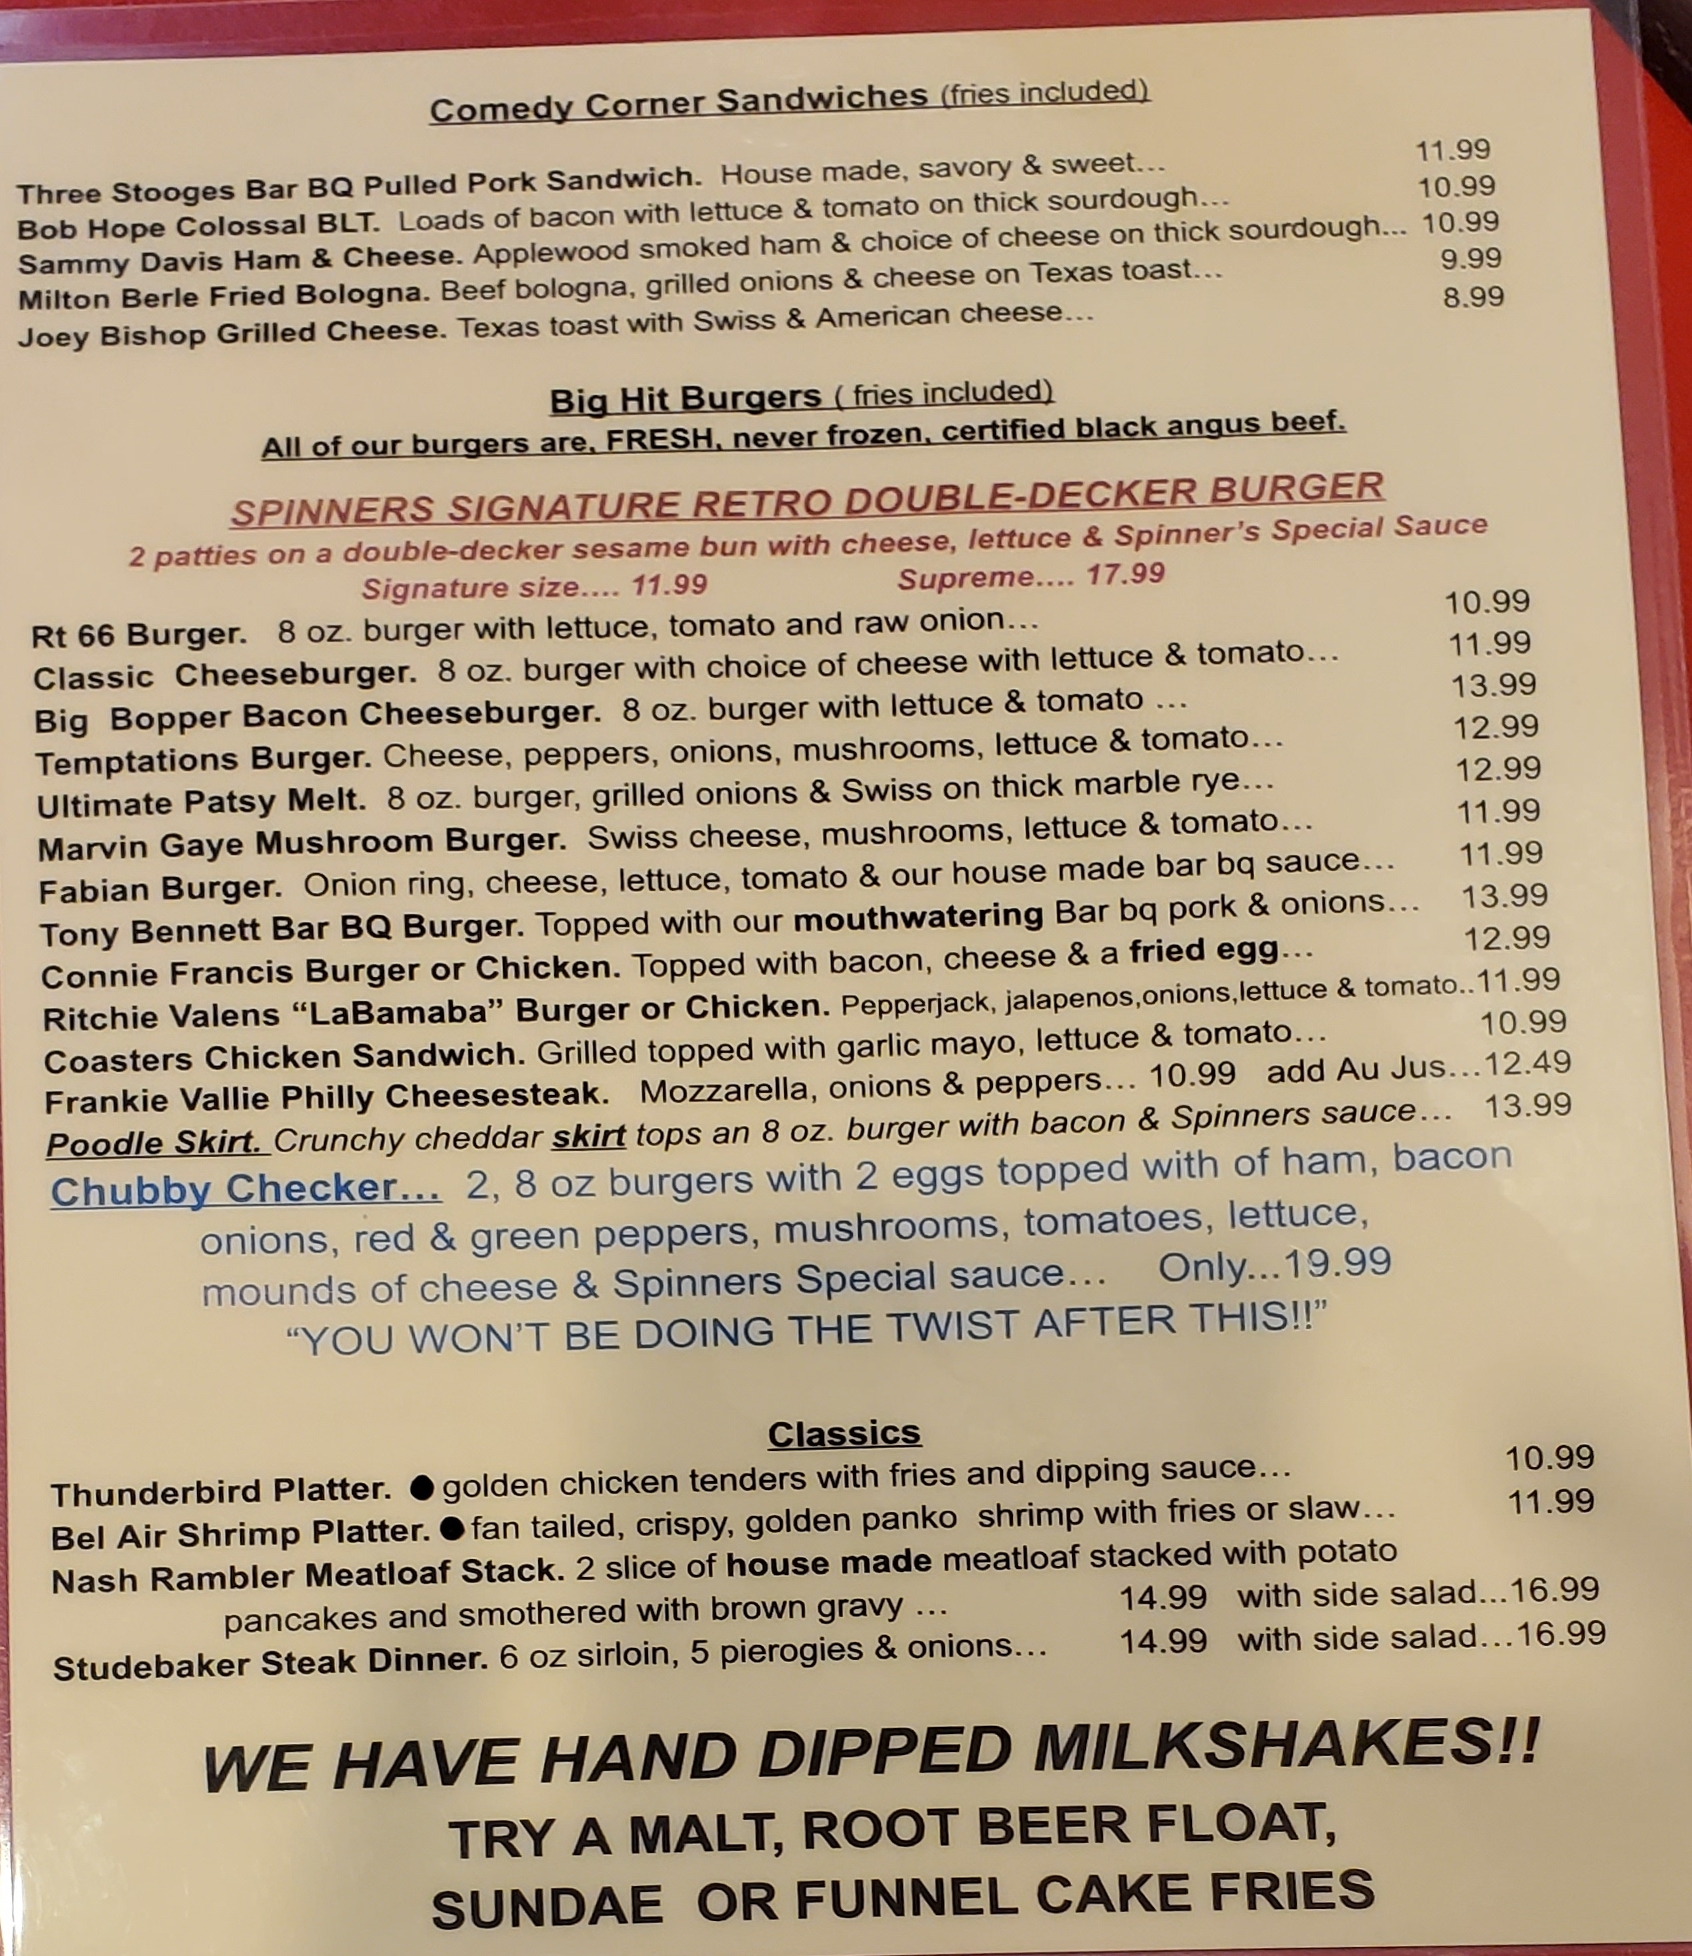 Comedy Corner Sandwiches (fries included)
Three Stooges Bar BQ Pulled Pork Sandwich. House made, savory & sweet... 11.99
Bob Hope Colossal BLT. Loads of bacon with lettuce & tomato on thick sourdough... 10.99
Sammy Davis Ham & Cheese. Applewood smoked ham & choice of cheese on thick sourdough... 10.99
Milton Berle Fried Bologna. Beef bologna, grilled onions & cheese on Texas toast... 9.99
Joey Bishop Grilled Cheese. Texas toast with Swiss & American cheese... 8.99
Big Hit Burgers ( fries included)
All of our burgers are, FRESH, never frozen, certified black angus beef.
SPINNERS SIGNATURE RETRO DOUBLE-DECKER BURGER
2 patties on a double-decker sesame bun with cheese, lettuce & Spinner's Special Sauce
Signature size.... 11.99 Supreme.... 17.99
Rt 66 Burger. 8 oz. burger with lettuce, tomato and raw onion... 10.99
Classic Cheeseburger. 8 oz. burger with choice of cheese with lettuce & tomato... 11.99
Big Bopper Bacon Cheeseburger. 8 oz. burger with lettuce & tomato ... 13.99
Temptations Burger. Cheese, peppers, onions, mushrooms, lettuce & tomato... 12.99
Ultimate Patsy Melt. 8 oz. burger, grilled onions & Swiss on thick marble rye... 12.99
Marvin Gaye Mushroom Burger. Swiss cheese, mushrooms, lettuce & tomato... 11.99
Fabian Burger. Onion ring, cheese, lettuce, tomato & our house made bar bq sauce... 11.99
Tony Bennett Bar BQ Burger. Topped with our mouthwatering Bar bq pork & onions... 13.99
Connie Francis Burger or Chicken. Topped with bacon, cheese & a fried egg... 12.99
Ritchie Valens “LaBamaba” Burger or Chicken. Pepperjack, jalapenos,onions,lettuce & tomato..11.99
Coasters Chicken Sandwich. Grilled topped with garlic mayo, lettuce & tomato... 10.99
Frankie Vallie Philly Cheesesteak. Mozzarella, onions & peppers... 10.99 add Au Jus...12.49
Poodle Skirt. Crunchy cheddar skirt tops an 8 oz. burger with bacon & Spinners sauce... 13.99
Chubby Checker... 2, 8 oz burgers with 2 eggs topped with of ham, bacon
onions, red & green peppers, mushrooms, tomatoes, lettuce,
mounds of cheese & Spinners Special sauce... Only...19.99
“YOU WON'T BE DOING THE TWIST AFTER THIS!!”
Classics
Thunderbird Platter. golden chicken tenders with fries and dipping sauce... 10.99
Bel Air Shrimp Platter. fan tailed, crispy, golden panko shrimp with fries or slaw... 11.99
Nash Rambler Meatloaf Stack. 2 slice of house made meatloaf stacked with potato
pancakes and smothered with brown gravy ... 14.99 with side salad...16.99
Studebaker Steak Dinner. 6 oz sirloin, 5 pierogies & onions... 14.99 with side salad...16.99
WE HAVE HAND DIPPED MILKSHAKES!!
TRY A MALT, ROOT BEER FLOAT,
SUNDAE OR FUNNEL CAKE FRIES